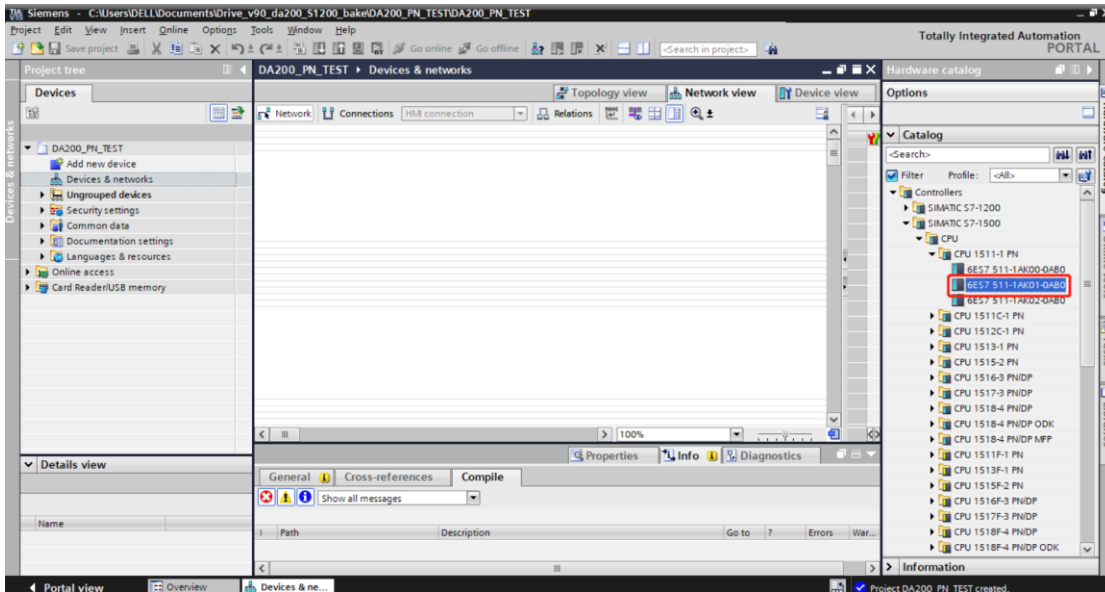 Siemens - C:\Users\DELL\Documents\Drive_v90_da200_S1200_bake\DA200_PN_TEST\DA200_PN_TEST
Project Edit View Insert Online Options Tools Window Help
Totally Integrated Automation
PORTAL
Save project Go online Go offline <Search in project>
Project tree
DA200_PN_TEST Devices & networks
Hardware catalog
Devices
Topology view Network view Device view
Options
Network Connections HMI connection Relations
Catalog
<Search>
Filter Profile: <All>
DA200_PN_TEST
Add new device
Devices & networks
Ungrouped devices
Security settings
Common data
Documentation settings
Languages & resources
Online access
Card Reader/USB memory
Devices & networks
Controllers
SIMATIC S7-1200
SIMATIC S7-1500
CPU
CPU 1511-1 PN
6ES7 511-1AK00-0AB0
6ES7 511-1AK01-0AB0
6ES7 511-1AK02-0AB0
CPU 1511C-1 PN
CPU 1512C-1 PN
CPU 1513-1 PN
CPU 1515-2 PN
CPU 1516-3 PN/DP
CPU 1517-3 PN/DP
CPU 1518-4 PN/DP
CPU 1518-4 PN/DP ODK
CPU 1518-4 PN/DP MFP
CPU 1511F-1 PN
CPU 1513F-1 PN
CPU 1515F-2 PN
CPU 1516F-3 PN/DP
CPU 1517F-3 PN/DP
CPU 1518F-4 PN/DP
CPU 1518F-4 PN/DP ODK
100%
Properties Info Diagnostics
Details view
General Cross-references Compile
Show all messages
Name
! Path Description Go to ? Errors War...
Information
Portal view Overview Devices & ne... Project DA200_PN_TEST created.